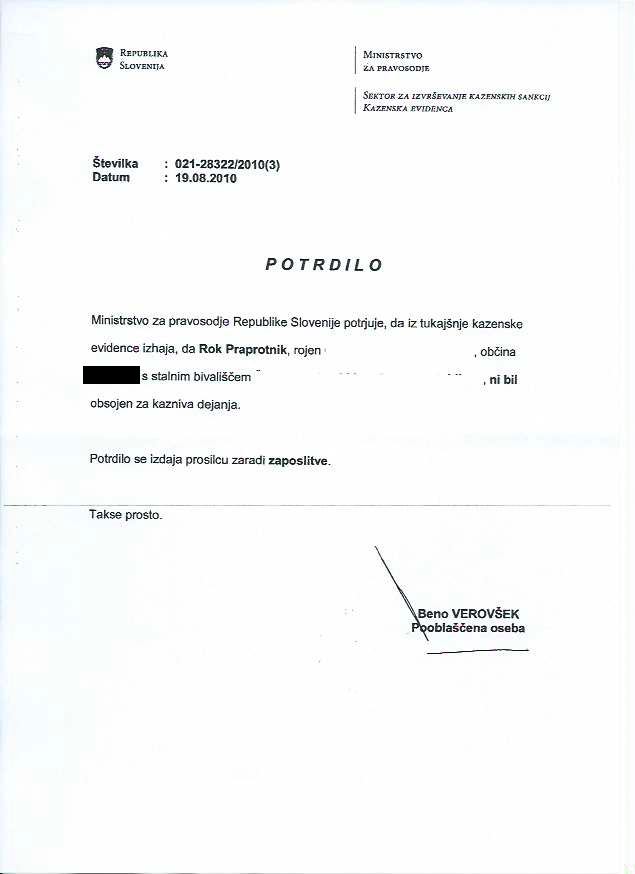 REPUBLIKA
SLOVENIJA
MINISTRSTVO
ZA PRAVOSODJE
SEKTOR ZA IZVRŠEVANJE KAZENSKIH SANKCIJ
KAZENSKA EVIDENCA
Številka : 021-28322/2010(3)
Datum : 19.08.2010
POTRDILO
Ministrstvo za pravosodje Republike Slovenije potrjuje, da iz tukajšnje kazenske
evidence izhaja, da Rok Praprotnik, rojen , občina
s stalnim bivališčem , ni bil
obsojen za kazniva dejanja.
Potrdilo se izdaja prosilcu zaradi zaposlitve.
Takse prosto.
Beno VEROVŠEK
Pooblaščena oseba